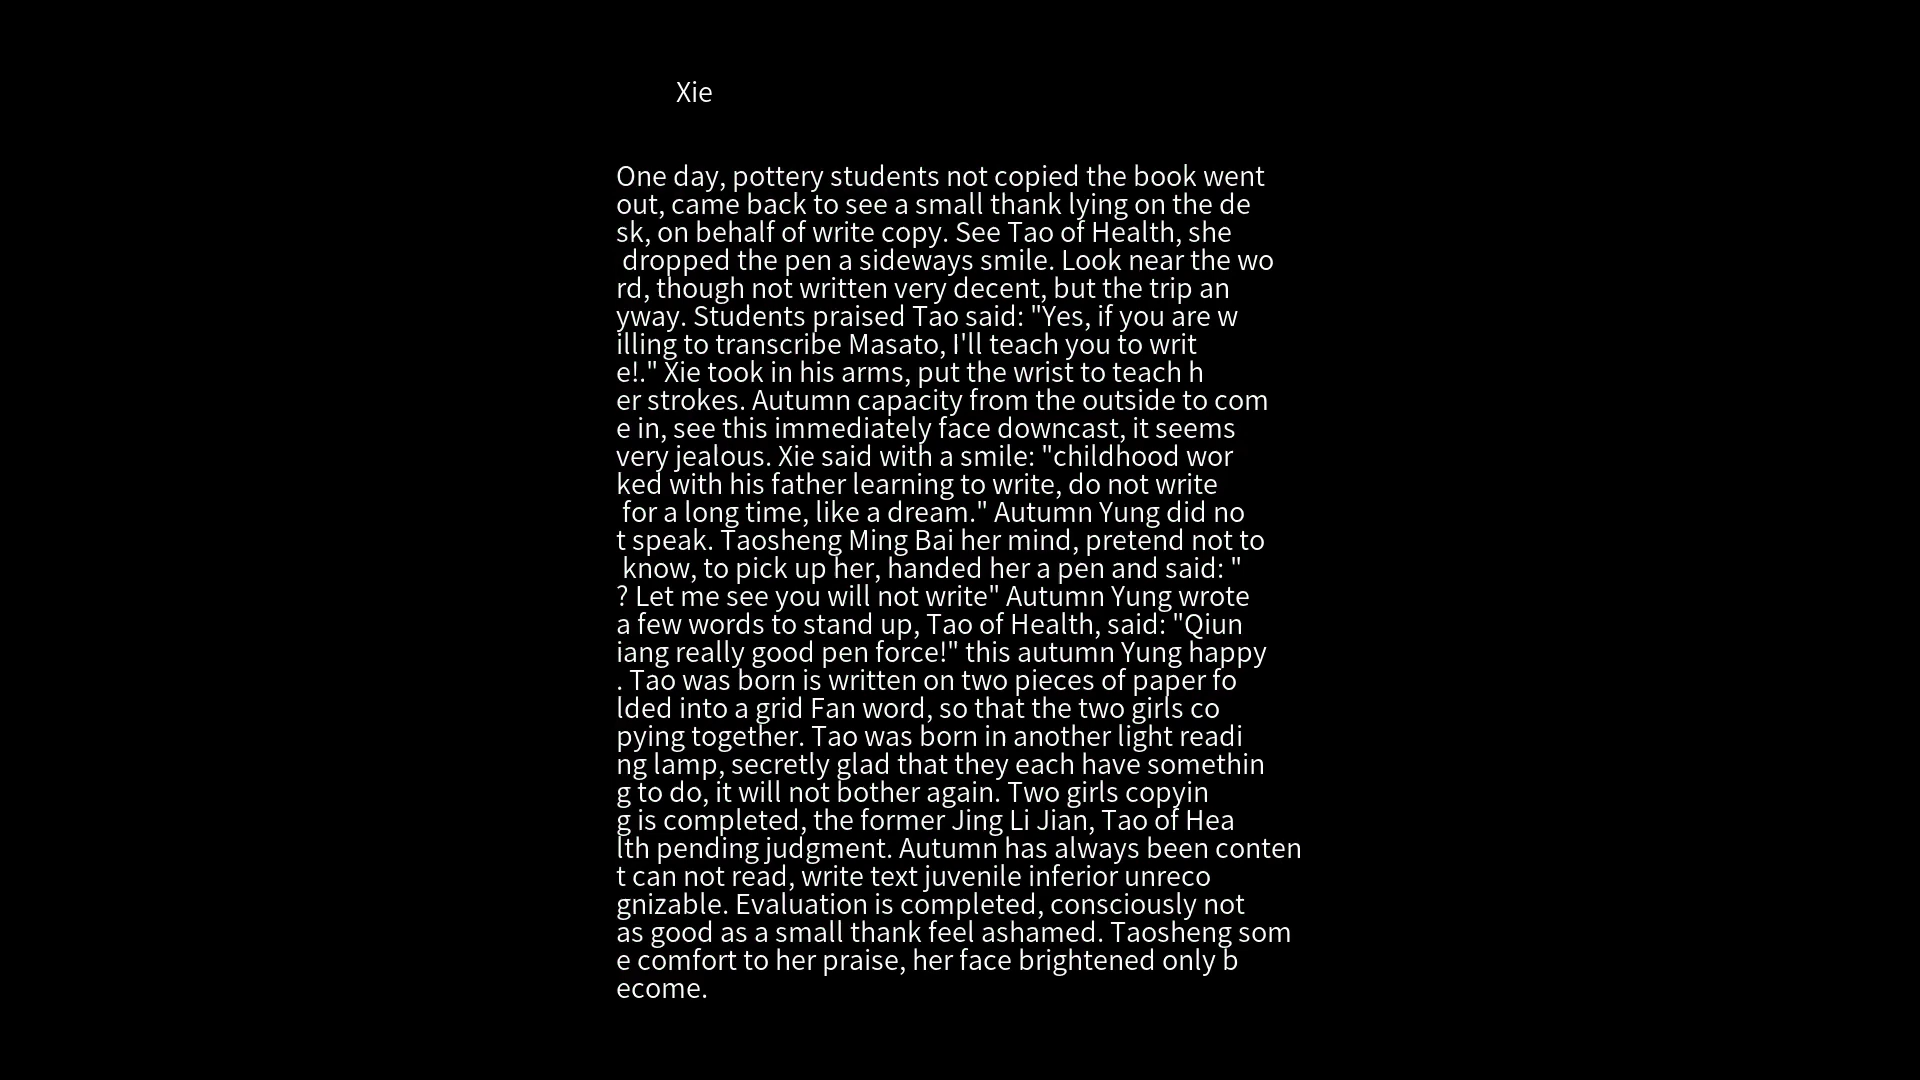 Xie
One day, pottery students not copied the book went
out, came back to see a small thank lying on the de
sk, on behalf of write copy. See Tao of Health, she
dropped the pen a sideways smile. Look near the wo
rd, though not written very decent, but the trip an
yway. Students praised Tao said: "Yes, if you are w
illing to transcribe Masato, I'll teach you to writ
e!." Xie took in his arms, put the wrist to teach h
er strokes. Autumn capacity from the outside to com
e in, see this immediately face downcast, it seems
very jealous. Xie said with a smile: "childhood wor
ked with his father learning to write, do not write
for a long time, like a dream." Autumn Yung did no
t speak. Taosheng Ming Bai her mind, pretend not to
know, to pick up her, handed her a pen and said: "
? Let me see you will not write" Autumn Yung wrote
a few words to stand up, Tao of Health, said: "Qiun
iang really good pen force!" this autumn Yung happy
. Tao was born is written on two pieces of paper fo
lded into a grid Fan word, so that the two girls co
pying together. Tao was born in another light readi
ng lamp, secretly glad that they each have somethin
g to do, it will not bother again. Two girls copyin
g is completed, the former Jing Li Jian, Tao of Hea
lth pending judgment. Autumn has always been conten
t can not read, write text juvenile inferior unreco
gnizable. Evaluation is completed, consciously not
as good as a small thank feel ashamed. Taosheng som
e comfort to her praise, her face brightened only b
ecome.